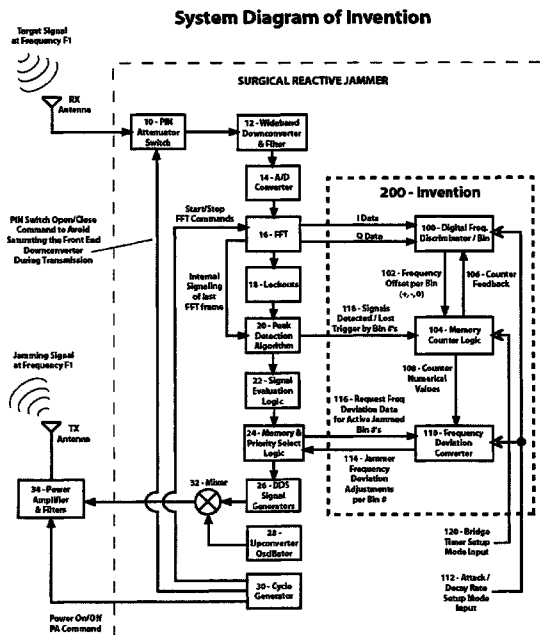 System Diagram of Invention
Target Signal
at Frequency F1
SURGICAL REACTIVE JAMMER
RX
Antenna
10 - PIN
Attenuator
Switch
12 - Wideband
Downconverter
& Filter
14 - A/D
Converter
200 - Invention
Start/Stop
FFT Commands
16 - FFT
I Data
Q Data
100 - Digital Freq.
Discriminator / Bin
PIN Switch Open/Close
Command to Avoid
Saturating the Front End
Downconverter
During Transmission
102 - Frequency
Offset per Bin
(+, -, 0)
106 - Counter
Feedback
Internal
Signaling
of last
FFT frame
18 - Lockouts
118 - Signals
Detected / Lost
Trigger by Bin #'s
20 - Peak
Detection
Algorithm
104 - Memory
Counter Logic
Jamming Signal
at Frequency F1
22 - Signal
Evaluation
Logic
108 - Counter
Numerical
Values
116 - Request Freq
Deviation Data
for Active Jammed
Bin #'s
TX
Antenna
24 - Memory &
Priority Select
Logic
110 - Frequency
Deviation
Converter
114 - Jammer
Frequency
Deviation
Adjustments
per Bin #
34 - Power
Amplifier
& Filters
32 - Mixer
26 - DDS
Signal
Generators
28 -
Upconverter
Oscillator
120 - Bridge
Timer Setup
Mode Input
30 - Cycle
Generator
112 - Attack /
Decay Rate
Setup Mode
Input
Power On/Off
PA Command